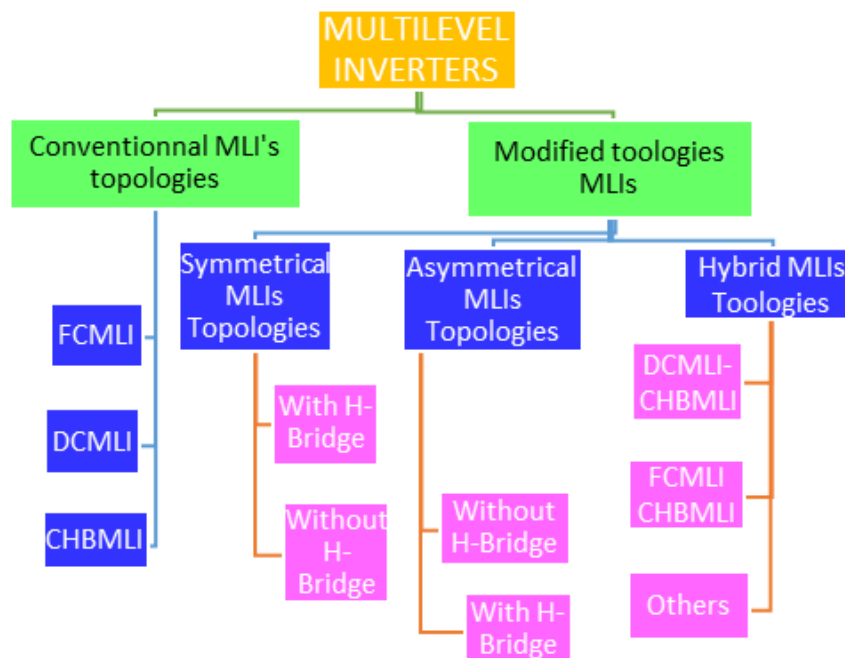 MULTILEVEL
INVERTERS
Conventionnal MLI's
topologies
Modified toologies
MLIs
Symmetrical
MLIs
Topologies
Asymmetrical
MLIs
Topologies
Hybrid MLIs
Toologies
FCMLI
DCMLI
CHBMLI
With H-
Bridge
Without
H-
Bridge
Without
H-Bridge
With H-
Bridge
DCMLI-
CHBMLI
FCMLI
CHBMLI
Others